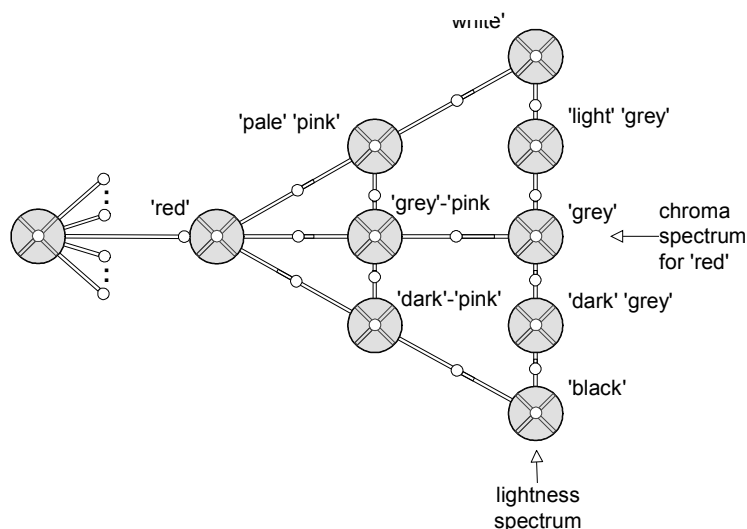 white'
'pale' 'pink'
'light' 'grey'
'red'
'grey'-'pink
'grey'
chroma
spectrum
for 'red'
'dark'-'pink'
'dark' 'grey'
'black'
lightness
spectrum